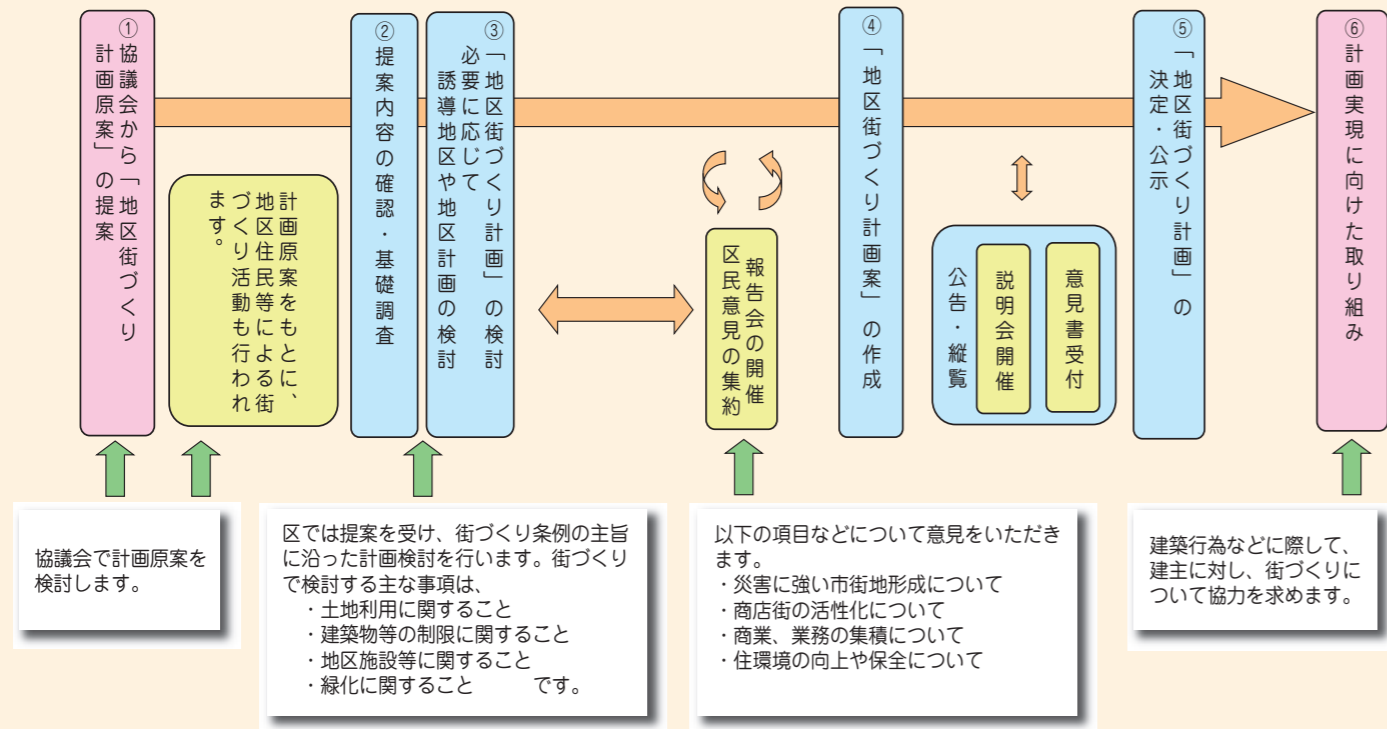 ①協議会から「地区街づくり
計画原案」の提案
計画原案をもとに、
地区住民等による街
づくり活動も行われ
ます。
②提案内容の確認・基礎調査
③「地区街づくり計画」の検討
必要に応じて
誘導地区や地区計画の検討
報告会の開催
区民意見の集約
④「地区街づくり計画案」の作成
公告・縦覧
説明会開催
意見書受付
⑤「地区街づくり計画」の
決定・公示
⑥計画実現に向けた取り組み
協議会で計画原案を
検討します。
区では提案を受け、街づくり条例の主旨
に沿った計画検討を行います。街づくり
で検討する主な事項は、
・土地利用に関すること
・建築物等の制限に関すること
・地区施設等に関すること
・緑化に関すること　　　です。
以下の項目などについて意見をいただき
ます。
・災害に強い市街地形成について
・商店街の活性化について
・商業、業務の集積について
・住環境の向上や保全について
建築行為などに際して、
建主に対し、街づくりに
ついて協力を求めます。